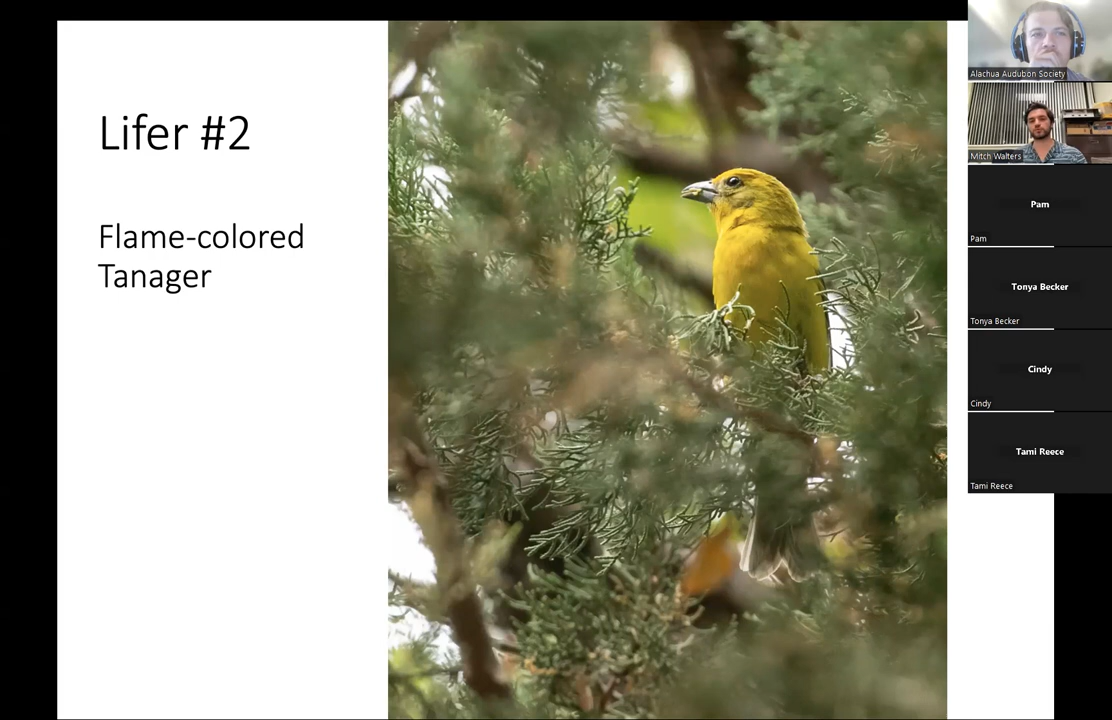 Lifer #2
Flame-colored
Tanager
Alachua Audubon Society
Mitch Walters
Pam
Pam
Tonya Becker
Tonya Becker
Cindy
Cindy
Tami Reece
Tami Reece